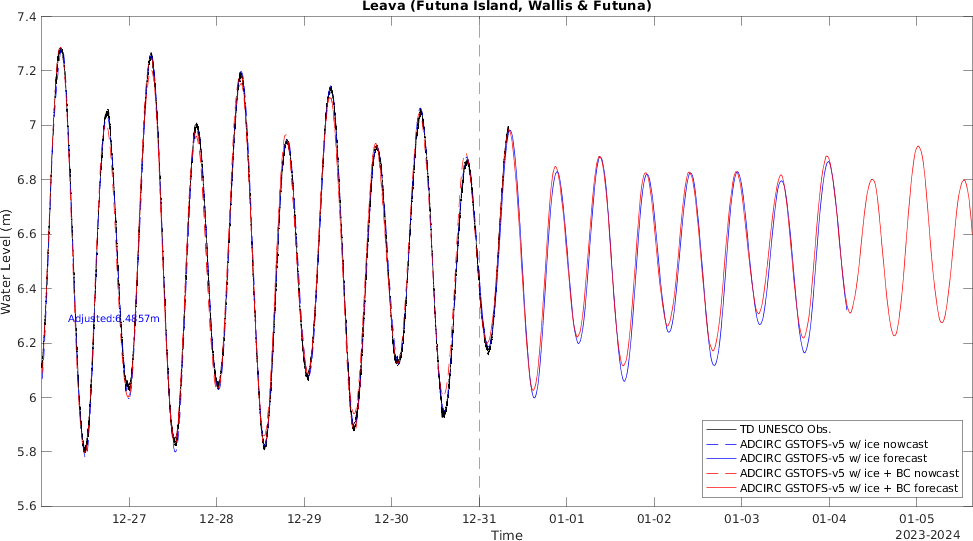 Leava (Futuna Island, Wallis & Futuna)
7.4
7.2
7
6.8
6.6
6.4
6.2
6
5.8
5.6
Water Level (m)
Adjusted:6.4857m
TD UNESCO Obs.
ADCIRC GSTOFS-v5 w/ ice nowcast
ADCIRC GSTOFS-v5 w/ ice forecast
ADCIRC GSTOFS-v5 w/ ice + BC nowcast
ADCIRC GSTOFS-v5 w/ ice + BC forecast
12-27 12-28 12-29 12-30 12-31 01-01 01-02 01-03 01-04 01-05
Time
2023-2024